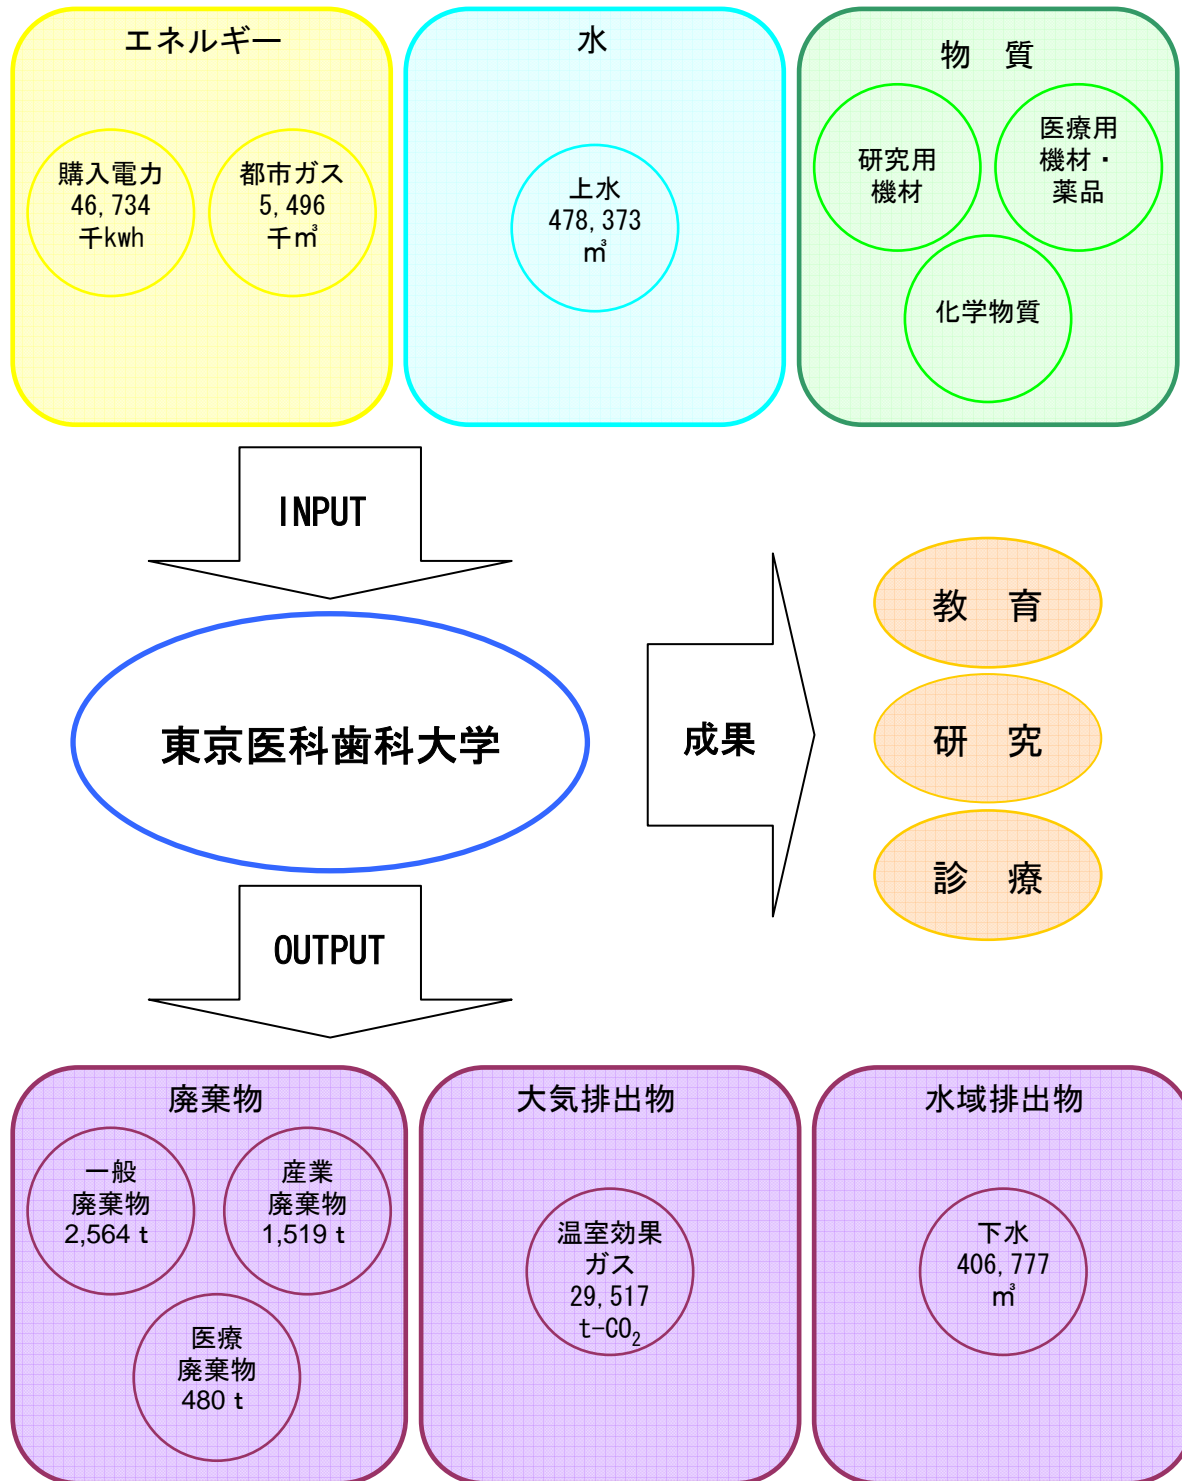 エネルギー
購入電力
46,734
千kwh
都市ガス
5,496
千㎥
水
上水
478,373
㎥
物　質
研究用
機材
医療用
機材・
薬品
化学物質
INPUT
東京医科歯科大学
成果
教　育
研　究
診　療
OUTPUT
廃棄物
一般
廃棄物
2,564 t
産業
廃棄物
1,519 t
医療
廃棄物
480 t
大気排出物
温室効果
ガス
29,517
t-CO₂
水域排出物
下水
406,777
㎥